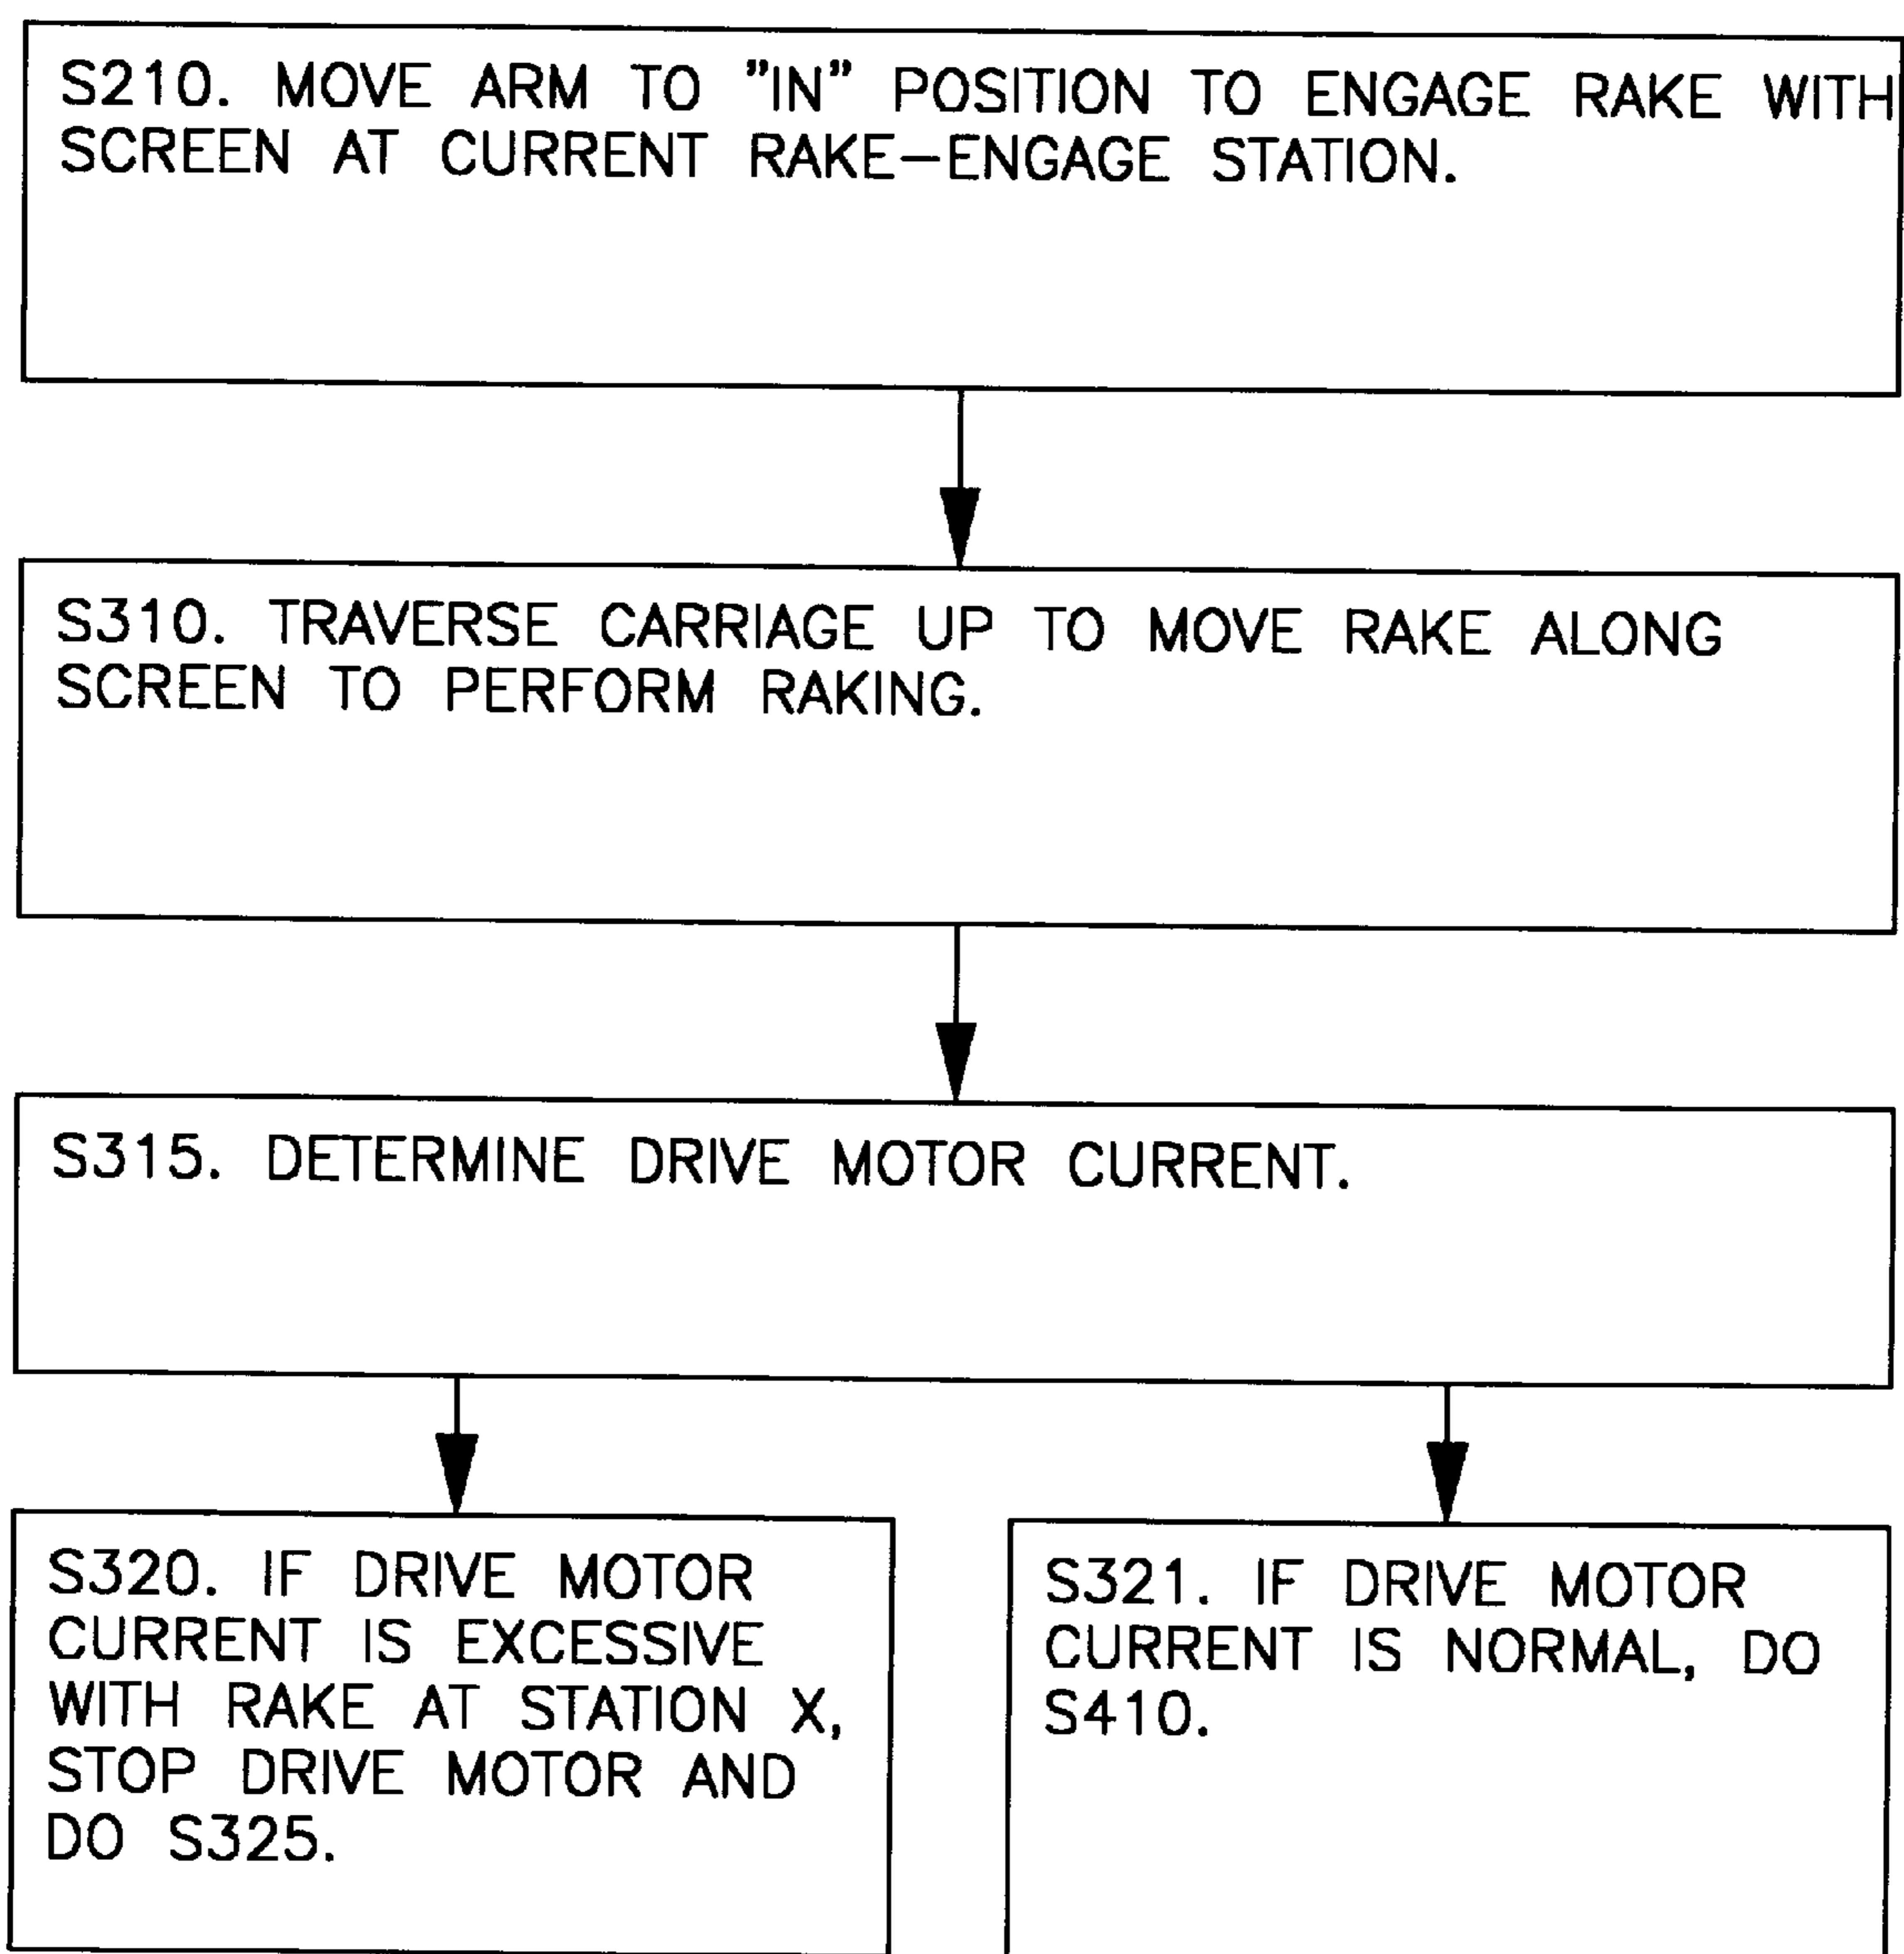 S210. MOVE ARM TO "IN" POSITION TO ENGAGE RAKE WITH
SCREEN AT CURRENT RAKE-ENGAGE STATION.
S310. TRAVERSE CARRIAGE UP TO MOVE RAKE ALONG
SCREEN TO PERFORM RAKING.
S315. DETERMINE DRIVE MOTOR CURRENT.
S320. IF DRIVE MOTOR
CURRENT IS EXCESSIVE
WITH RAKE AT STATION X,
STOP DRIVE MOTOR AND
DO S325.
S321. IF DRIVE MOTOR
CURRENT IS NORMAL, DO
S410.